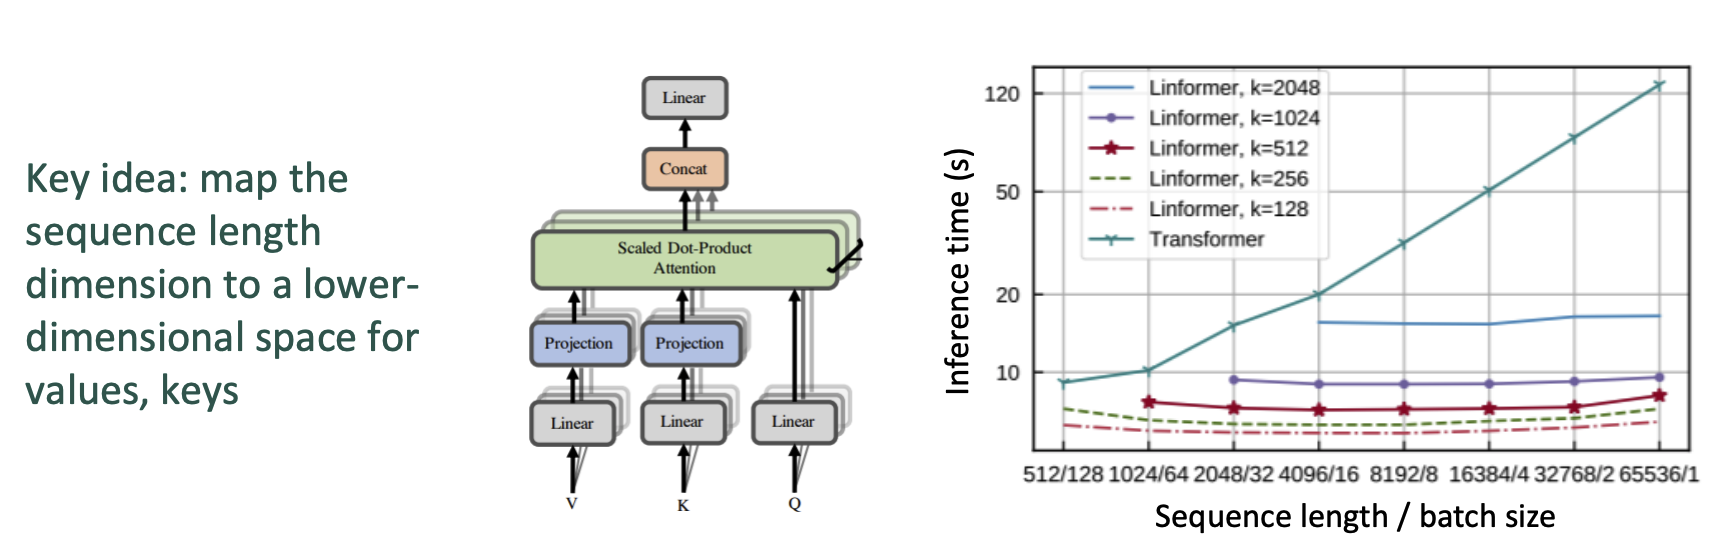 Key idea: map the
sequence length
dimension to a lower-
dimensional space for
values, keys
Linear
Concat
Scaled Dot-Product
Attention
Projection
Projection
Linear
Linear
Linear
V
K
Q
Inference time (s)
120
50
20
10
Linformer, k=2048
Linformer, k=1024
Linformer, k=512
Linformer, k=256
Linformer, k=128
Transformer
512/128 1024/64 2048/32 4096/16 8192/8 16384/4 32768/2 65536/1
Sequence length / batch size